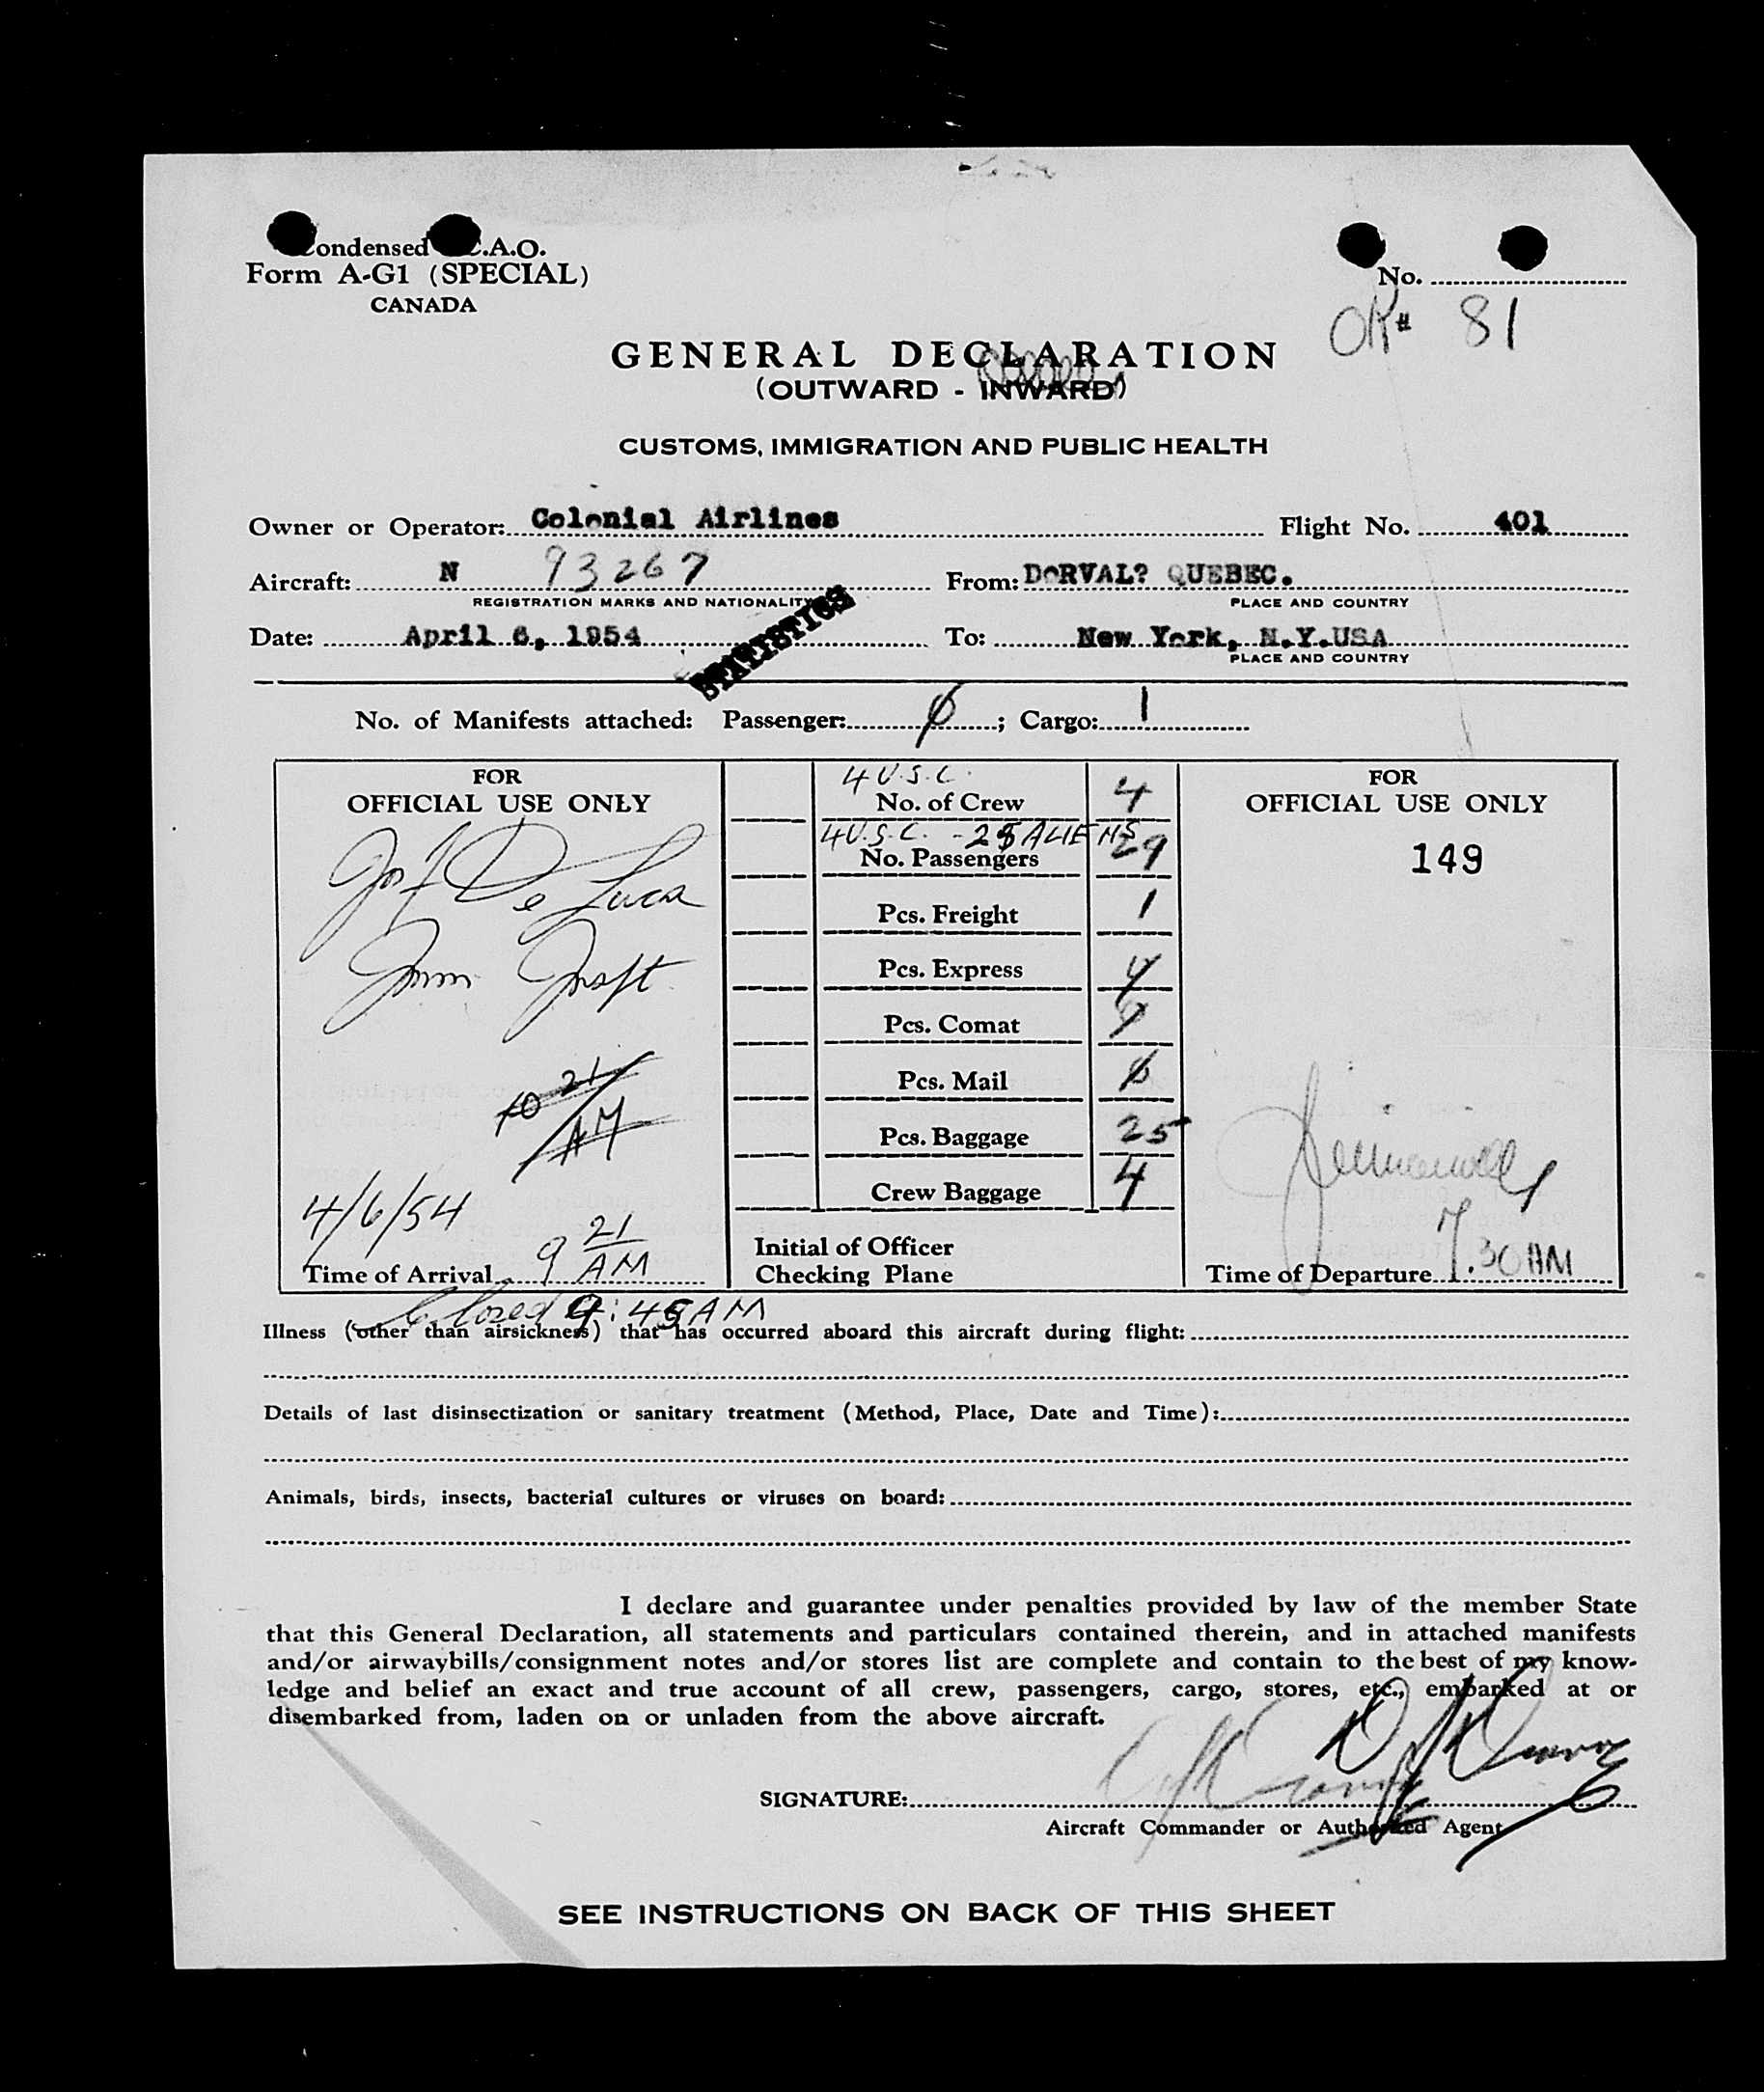 ondensed .C.A.O.
Form A-G1 (SPECIAL)
CANADA
No.
OR# 81
GENERAL DECLARATION
(OUTWARD - INWARD)
CUSTOMS, IMMIGRATION AND PUBLIC HEALTH
Owner or Operator: Colonial Airlines Flight No. 401
Aircraft: N 93267 From: DORVAL? QUEBEC.
REGISTRATION MARKS AND NATIONALITY PLACE AND COUNTRY
STATISTICS
Date: April 6, 1954 To: New York, N.Y.USA
PLACE AND COUNTRY
No. of Manifests attached: Passenger: 0; Cargo: 1
FOR
OFFICIAL USE ONLY
Jos De Luca
Imm Inspt
10 21 AM
4/6/54
Time of Arrival 9 21 AM
4 U.S.C.
No. of Crew 4
4 U.S.C. - 25 ALIENS
No. Passengers 29
Pcs. Freight 1
Pcs. Express
Pcs. Comat
Pcs. Mail 0
Pcs. Baggage 25
Crew Baggage 4
Initial of Officer
Checking Plane
FOR
OFFICIAL USE ONLY
149
Time of Departure 7.30 AM
Closed 9:45 AM
Illness (other than airsickness) that has occurred aboard this aircraft during flight:
Details of last disinsectization or sanitary treatment (Method, Place, Date and Time):
Animals, birds, insects, bacterial cultures or viruses on board:
I declare and guarantee under penalties provided by law of the member State
that this General Declaration, all statements and particulars contained therein, and in attached manifests
and/or airwaybills/consignment notes and/or stores list are complete and contain to the best of my know-
ledge and belief an exact and true account of all crew, passengers, cargo, stores, etc., embarked at or
disembarked from, laden on or unladen from the above aircraft.
SIGNATURE:
Aircraft Commander or Authorized Agent
SEE INSTRUCTIONS ON BACK OF THIS SHEET